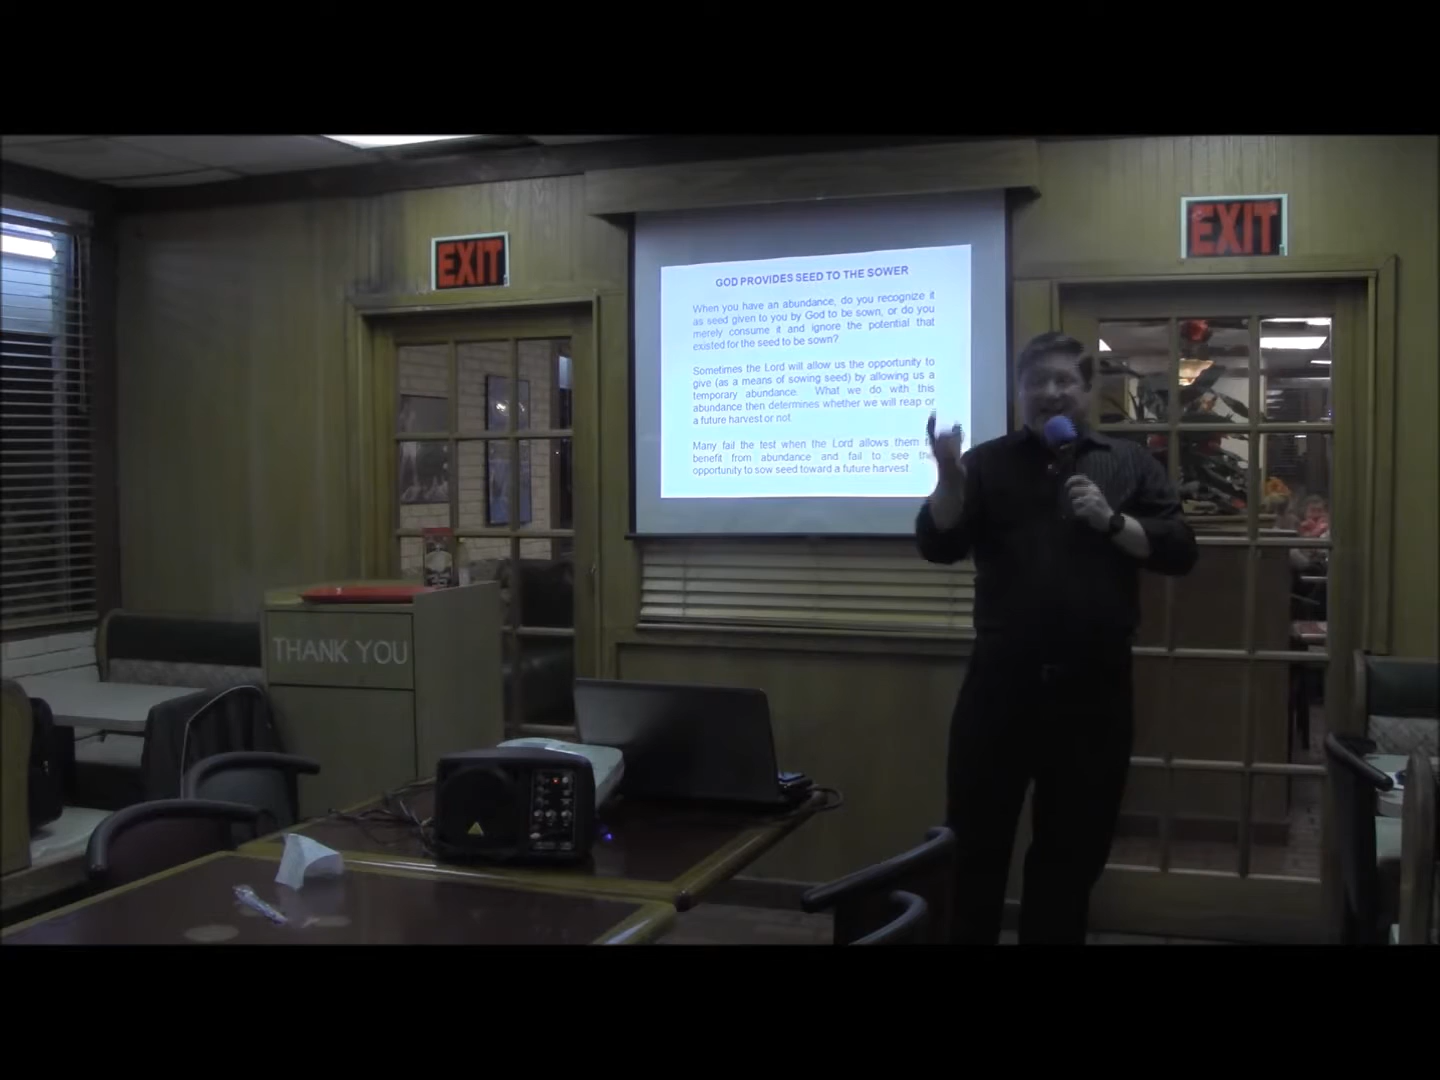 EXIT
EXIT
GOD PROVIDES SEED TO THE SOWER
When you have an abundance, do you recognize it
as seed given to you by God to be sown, or do you
merely consume it and ignore the potential that
existed for the seed to be sown?
Sometimes the Lord will allow us the opportunity to
give (as a means of sowing seed) by allowing us a
temporary abundance. What we do with this
abundance then determines whether we will reap or
a future harvest or not.
Many fail the test when the Lord allows them
benefit from abundance and fail to see
opportunity to sow seed toward a future harvest.
THANK YOU